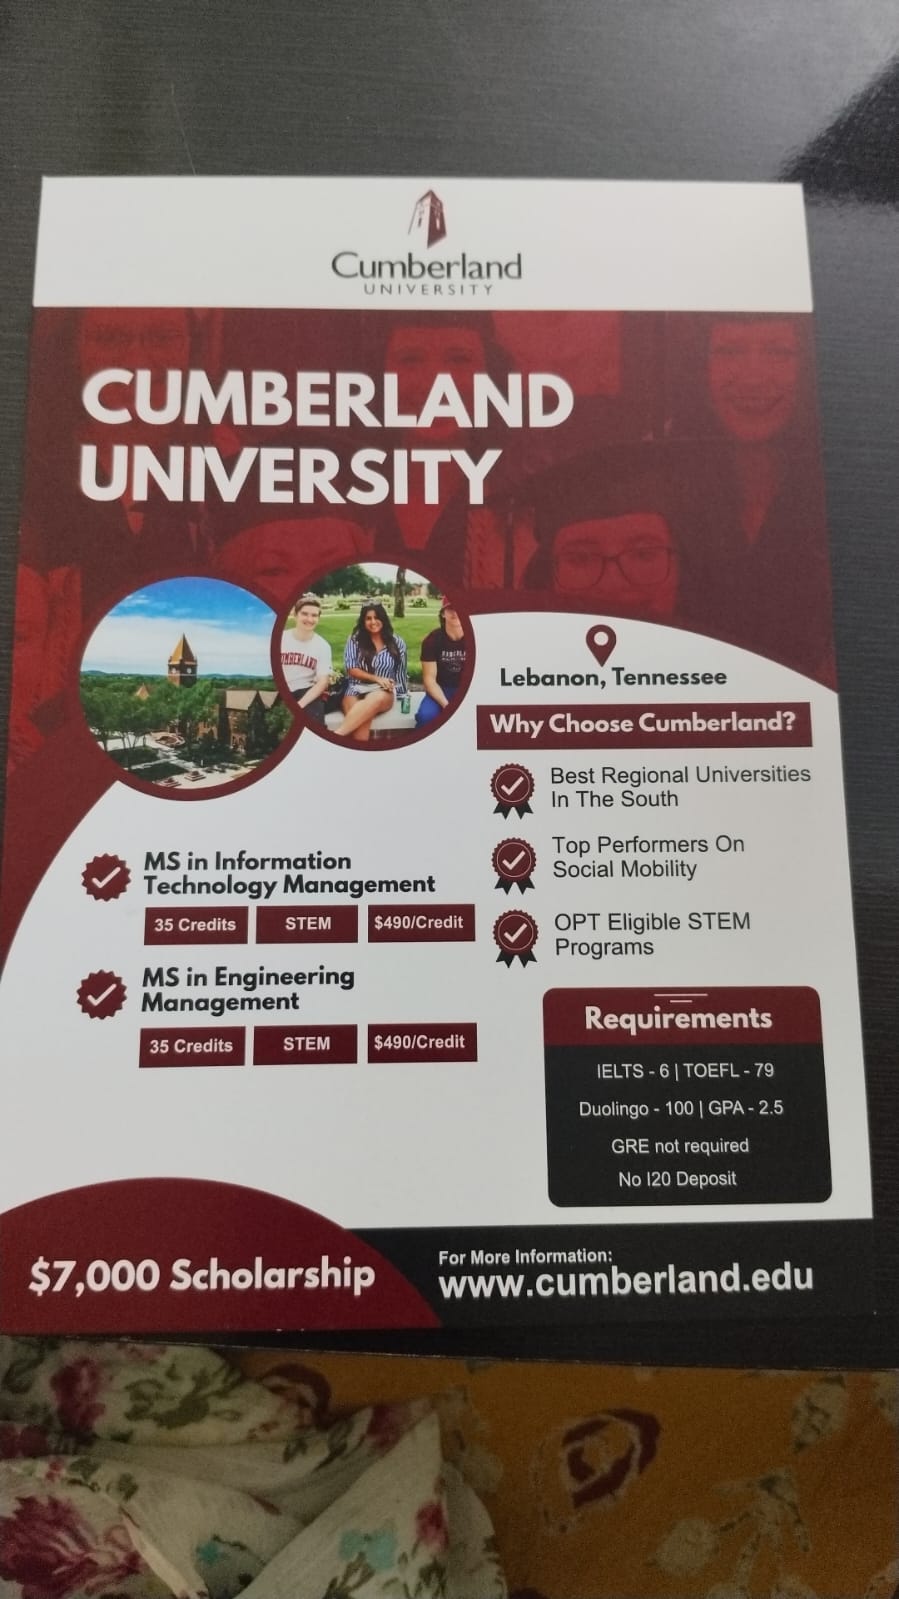 Cumberland
UNIVERSITY
CUMBERLAND
UNIVERSITY
Lebanon, Tennessee
Why Choose Cumberland?
Best Regional Universities
In The South
Top Performers On
Social Mobility
OPT Eligible STEM
Programs
MS in Information
Technology Management
35 Credits STEM $490/Credit
MS in Engineering
Management
35 Credits STEM $490/Credit
Requirements
IELTS - 6 | TOEFL - 79
Duolingo - 100 | GPA - 2.5
GRE not required
No I20 Deposit
$7,000 Scholarship
For More Information:
www.cumberland.edu